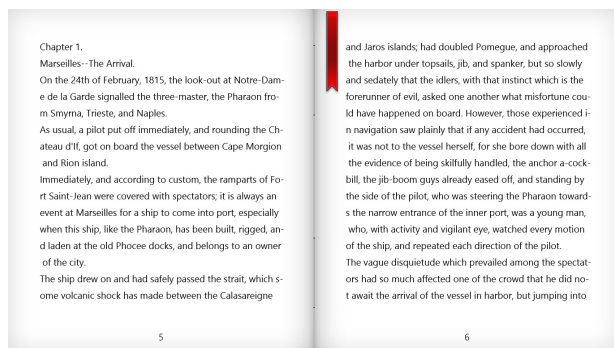 Chapter 1.
Marseilles--The Arrival.
On the 24th of February, 1815, the look-out at Notre-Dam-
e de la Garde signalled the three-master, the Pharaon fro-
m Smyrna, Trieste, and Naples.
As usual, a pilot put off immediately, and rounding the Ch-
ateau d'If, got on board the vessel between Cape Morgion
and Rion island.
Immediately, and according to custom, the ramparts of Fo-
rt Saint-Jean were covered with spectators; it is always an
event at Marseilles for a ship to come into port, especially
when this ship, like the Pharaon, has been built, rigged, an-
d laden at the old Phocee docks, and belongs to an owner
of the city.
The ship drew on and had safely passed the strait, which s-
ome volcanic shock has made between the Calasareigne
5
and Jaros islands; had doubled Pomegue, and approached
the harbor under topsails, jib, and spanker, but so slowly
and sedately that the idlers, with that instinct which is the
forerunner of evil, asked one another what misfortune cou-
ld have happened on board. However, those experienced i-
n navigation saw plainly that if any accident had occurred,
it was not to the vessel herself, for she bore down with all
the evidence of being skilfully handled, the anchor a-cock-
bill, the jib-boom guys already eased off, and standing by
the side of the pilot, who was steering the Pharaon toward-
s the narrow entrance of the inner port, was a young man,
who, with activity and vigilant eye, watched every motion
of the ship, and repeated each direction of the pilot.
The vague disquietude which prevailed among the spectat-
ors had so much affected one of the crowd that he did no-
t await the arrival of the vessel in harbor, but jumping into
6